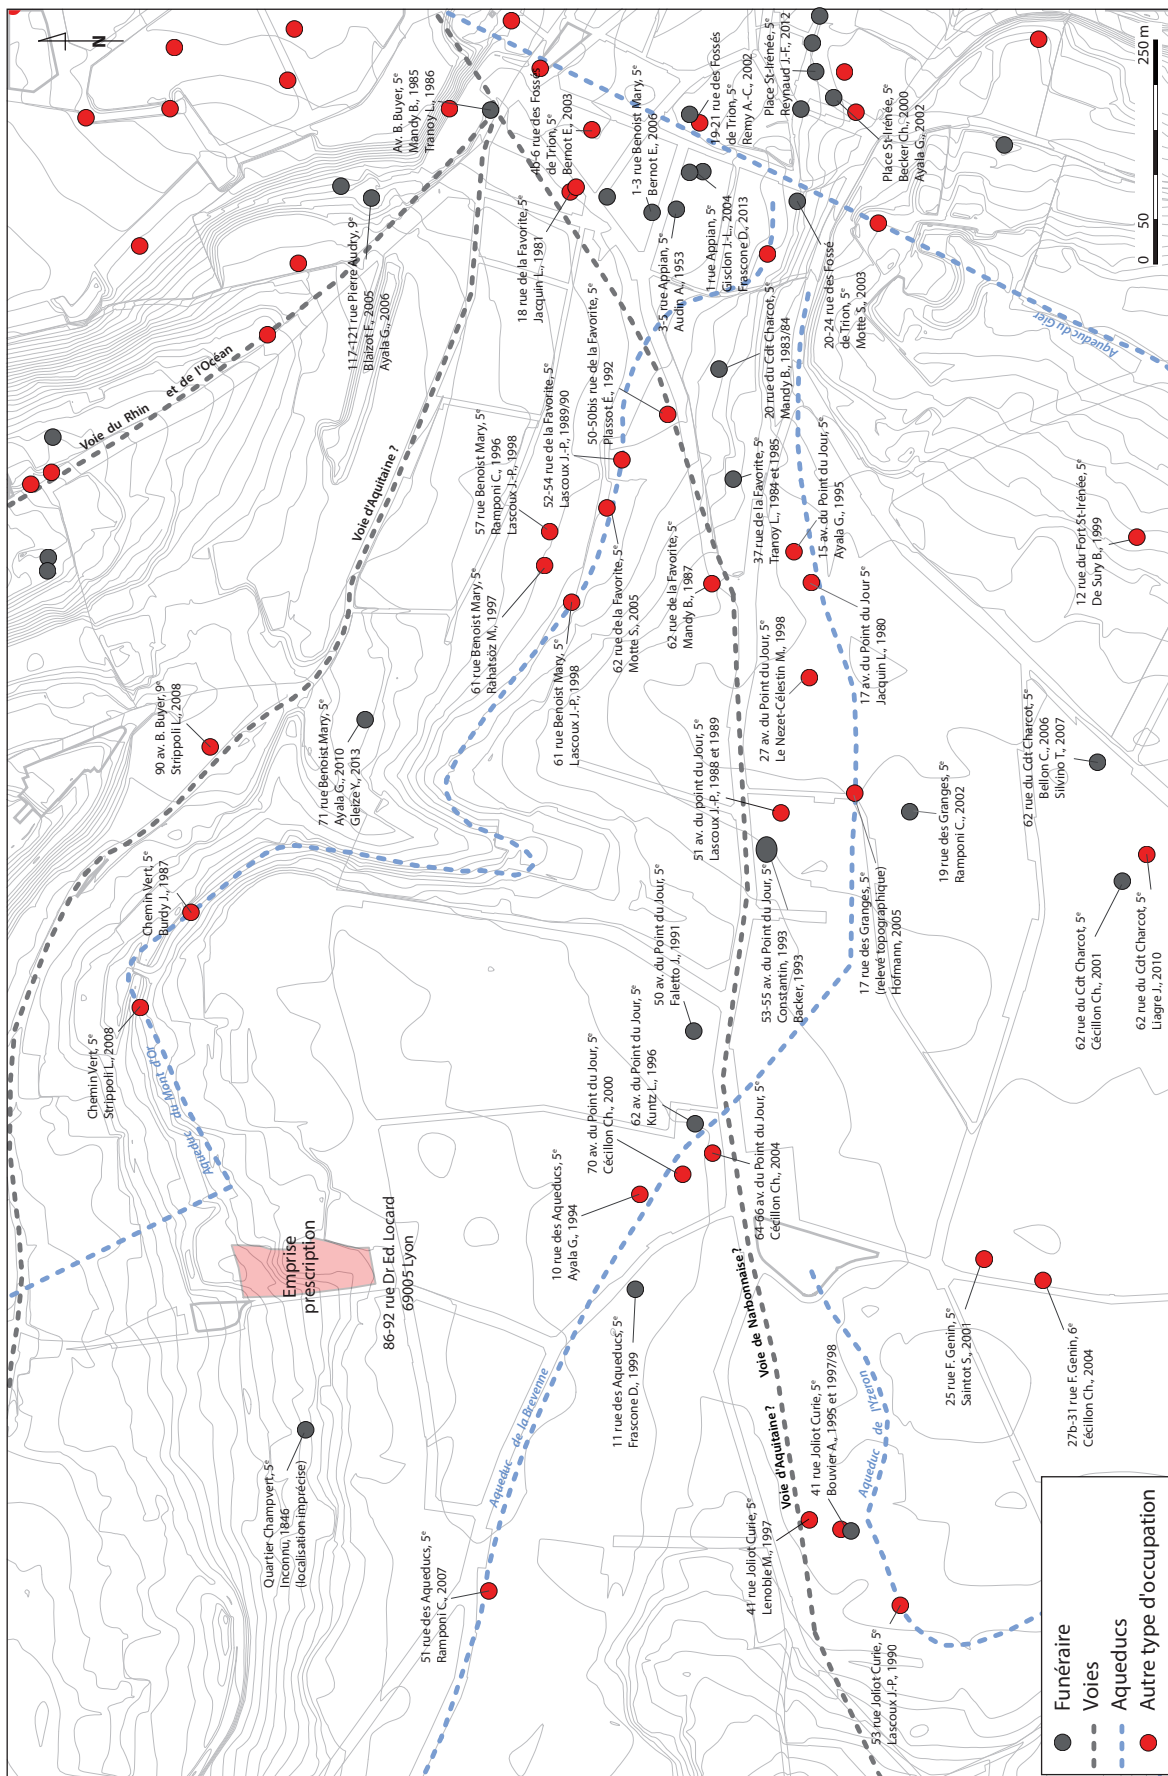 N
Av. B. Buyer, 5e
Mandy B., 1985
Tranoy L., 1986
4b-6 rue des Fossés
de Trion, 5e
Bernot E., 2003
1-3 rue Benoist Mary, 5e
Bernot E., 2006
19-21 rue des Fossés
de Trion, 5e
Remy A.-C., 2002
Place St-Irénée, 5e
Reynaud J.-F., 2012
Place St-Irénée, 5e
Becker Ch., 2000
Ayala G., 2002
0
50
250 m
117-121 rue Pierre Audry, 9e
Blaizot F., 2005
Ayala G., 2006
18 rue de la Favorite, 5e
Jacquin L., 1981
3-5 rue Appian, 5e
Audin A., 1953
1 rue Appian, 5e
Gisclon J.-L., 2004
Frascone D., 2013
20-24 rue des Fossé
de Trion, 5e
Motte S., 2003
Aqueduc du Gier
Voie du Rhin et de l'Océan
Voie d'Aquitaine ?
57 rue Benoist Mary, 5e
Ramponi C., 1996
Lascoux J.-P., 1998
52-54 rue de la Favorite, 5e
Lascoux J.-P., 1989/90
50-50bis rue de la Favorite, 5e
Plassot É., 1992
20 rue du Cdt Charcot, 5e
Mandy B., 1983/84
37 rue de la Favorite, 5e
Tranoy L., 1984 et 1985
15 av. du Point du Jour, 5e
Ayala G., 1995
12 rue du Fort St-Irénée, 5e
De Sury B., 1999
90 av. B. Buyer, 9e
Strippoli L., 2008
71 rue Benoist Mary, 5e
Ayala G., 2010
Gleize Y., 2013
61 rue Benoist Mary, 5e
Rahatsöz M., 1997
61 rue Benoist Mary, 5e
Lascoux J.-P., 1998
62 rue de la Favorite, 5e
Motte S., 2005
62 rue de la Favorite, 5e
Mandy B., 1987
27 av. du Point du Jour, 5e
Le Nezet-Célestin M., 1998
17 av. du Point du Jour
Jacquin L., 1980
51 av. du point du Jour, 5e
Lascoux J.-P., 1988 et 1989
53-55 av. du Point du Jour, 5e
Constantin, 1993
Backer, 1993
17 rue des Granges, 5e
(relevé topographique)
Hofmann, 2005
19 rue des Granges, 5e
Ramponi C., 2002
62 rue du Cdt Charcot, 5e
Bellon C., 2006
Silvino T., 2007
62 rue du Cdt Charcot, 5e
Cécillon Ch., 2001
62 rue du Cdt Charcot, 5e
Liagre J., 2010
Chemin Vert, 5e
Burdy J., 1987
Chemin Vert, 5e
Strippoli L., 2008
Aqueduc du Mont d'Or
Emprise
prescription
86-92 rue Dr Ed. Locard
69005 Lyon
50 av. du Point du Jour, 5e
Faletto J., 1991
62 av. du Point du Jour, 5e
Kuntz L., 1996
70 av. du Point du Jour, 5e
Cécillon Ch., 2000
10 rue des Aqueducs, 5e
Ayala G., 1994
64-66 av. du Point du Jour, 5e
Cécillon Ch., 2004
11 rue des Aqueducs, 5e
Frascone D., 1999
Voie de Narbonnaise ?
Voie d'Aquitaine ?
Quartier Champvert, 5e
Inconnu, 1846
(localisation imprécise)
Aqueduc de la Brevenne
51 rue des Aqueducs, 5e
Ramponi C., 2007
41 rue Joliot Curie, 5e
Bouvier A., 1995 et 1997/98
41 rue Joliot Curie, 5e
Lenoble M., 1997
Aqueduc de l'Yzeron
53 rue Joliot Curie, 5e
Lascoux J.-P., 1990
25 rue F. Genin, 5e
Saintot S., 2001
27b-31 rue F. Genin, 6e
Cécillon Ch., 2004
Funéraire
Voies
Aqueducs
Autre type d'occupation